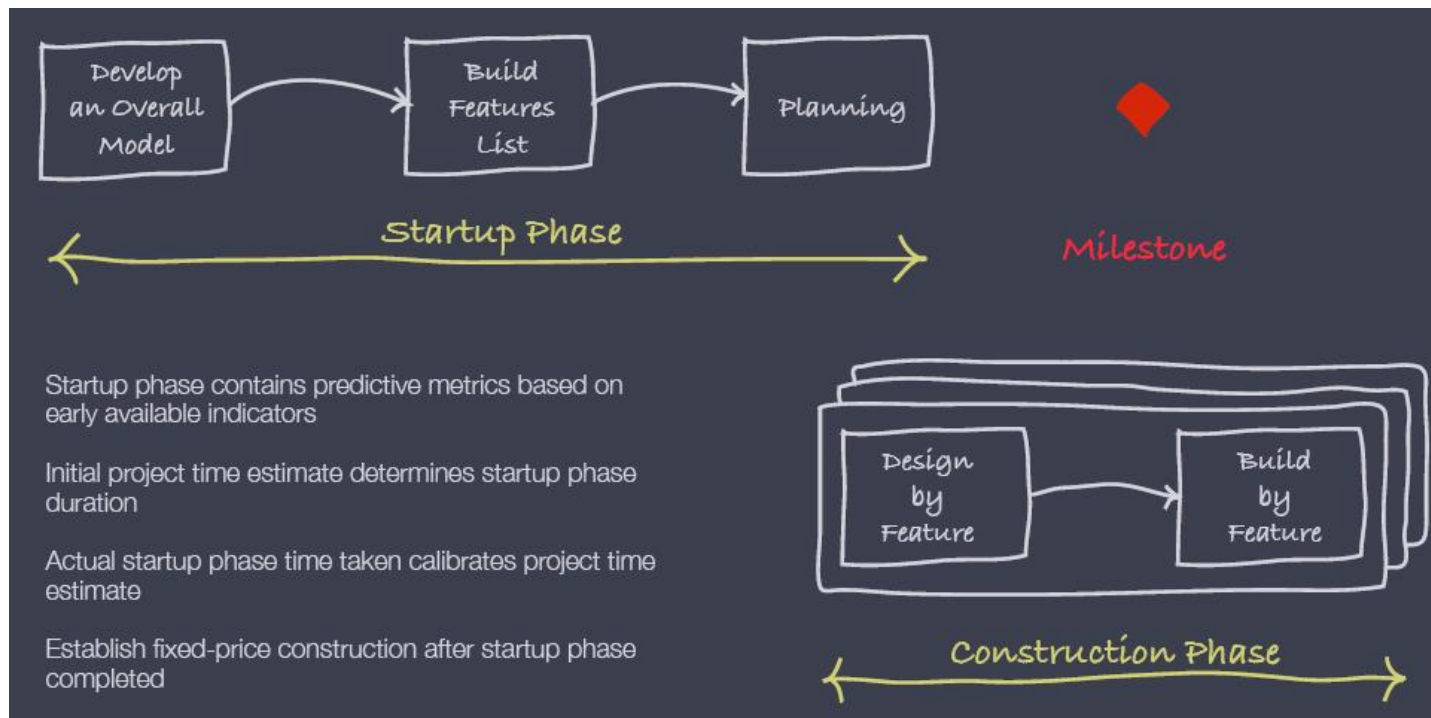 Develop
an Overall
Model
Build
Features
List
Planning
Startup Phase
Milestone
Startup phase contains predictive metrics based on
early available indicators
Initial project time estimate determines startup phase
duration
Actual startup phase time taken calibrates project time
estimate
Establish fixed-price construction after startup phase
completed
Design
by
Feature
Build
by
Feature
Construction Phase